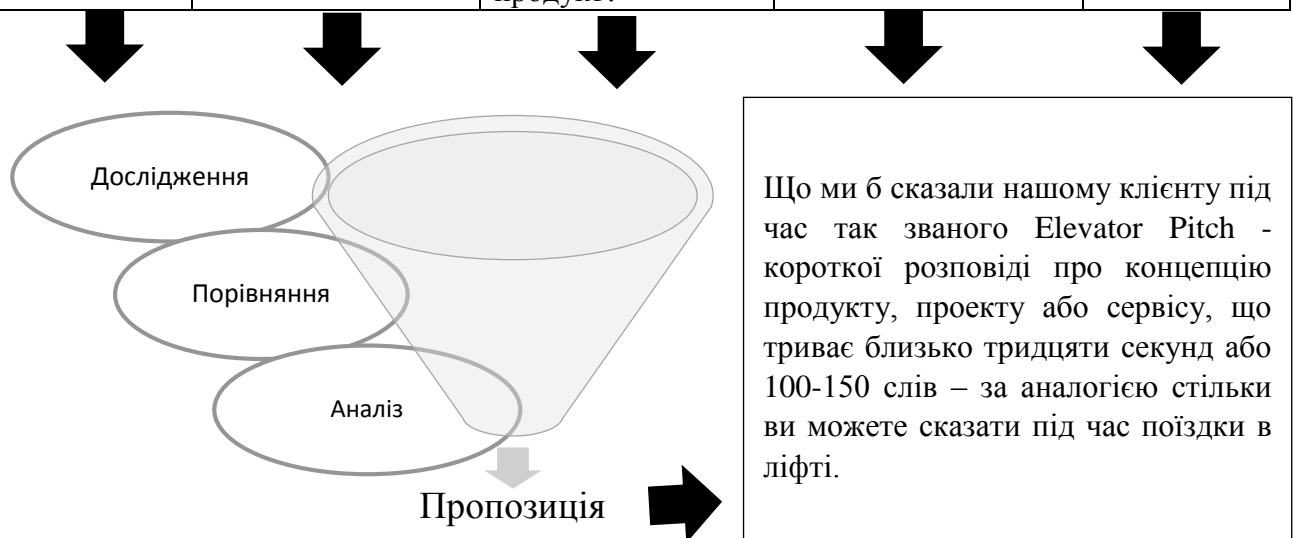 продукт?
Дослідження
Порівняння
Аналіз
Пропозиція
Що ми б сказали нашому клієнту під
час так званого Elevator Pitch -
короткої розповіді про концепцію
продукту, проекту або сервісу, що
триває близько тридцяти секунд або
100-150 слів – за аналогією стільки
ви можете сказати під час поїздки в
ліфті.